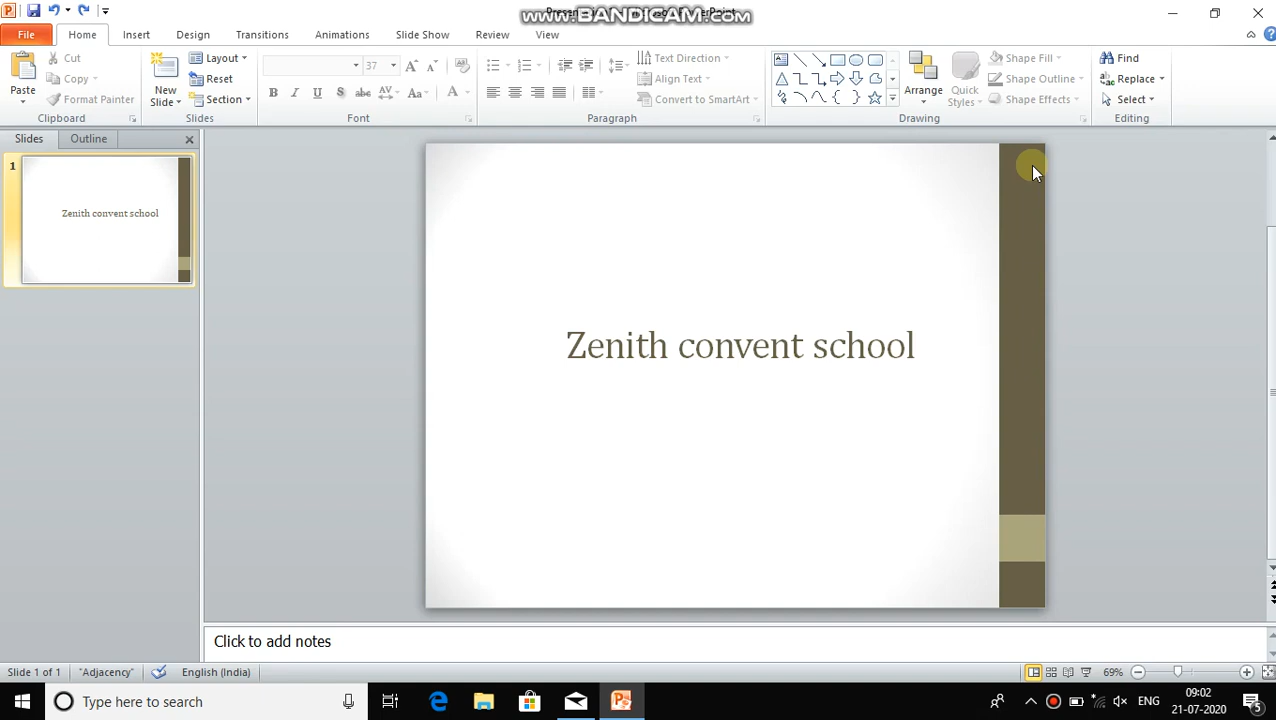 www.BANDICAM.com
File Home Insert Design Transitions Animations Slide Show Review View
Paste Cut Copy Format Painter
New Slide Layout Reset Section
37
Text Direction Align Text Convert to SmartArt
Arrange Quick Styles Shape Fill Shape Outline Shape Effects
Find Replace Select
Clipboard Slides Font Paragraph Drawing Editing
Slides Outline
1
Zenith convent school
Zenith convent school
Click to add notes
Slide 1 of 1 "Adjacency" English (India) 69%
Type here to search
ENG 09:02
21-07-2020
5